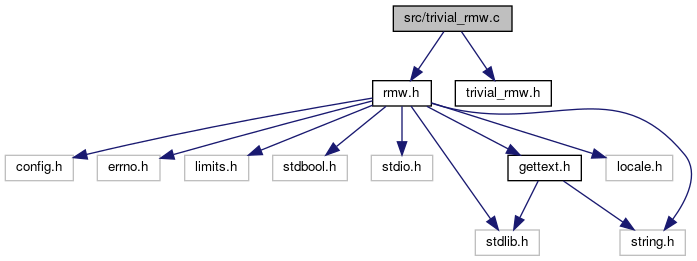 src/trivial_rmw.c
rmw.h
trivial_rmw.h
config.h
errno.h
limits.h
stdbool.h
stdio.h
gettext.h
locale.h
stdlib.h
string.h